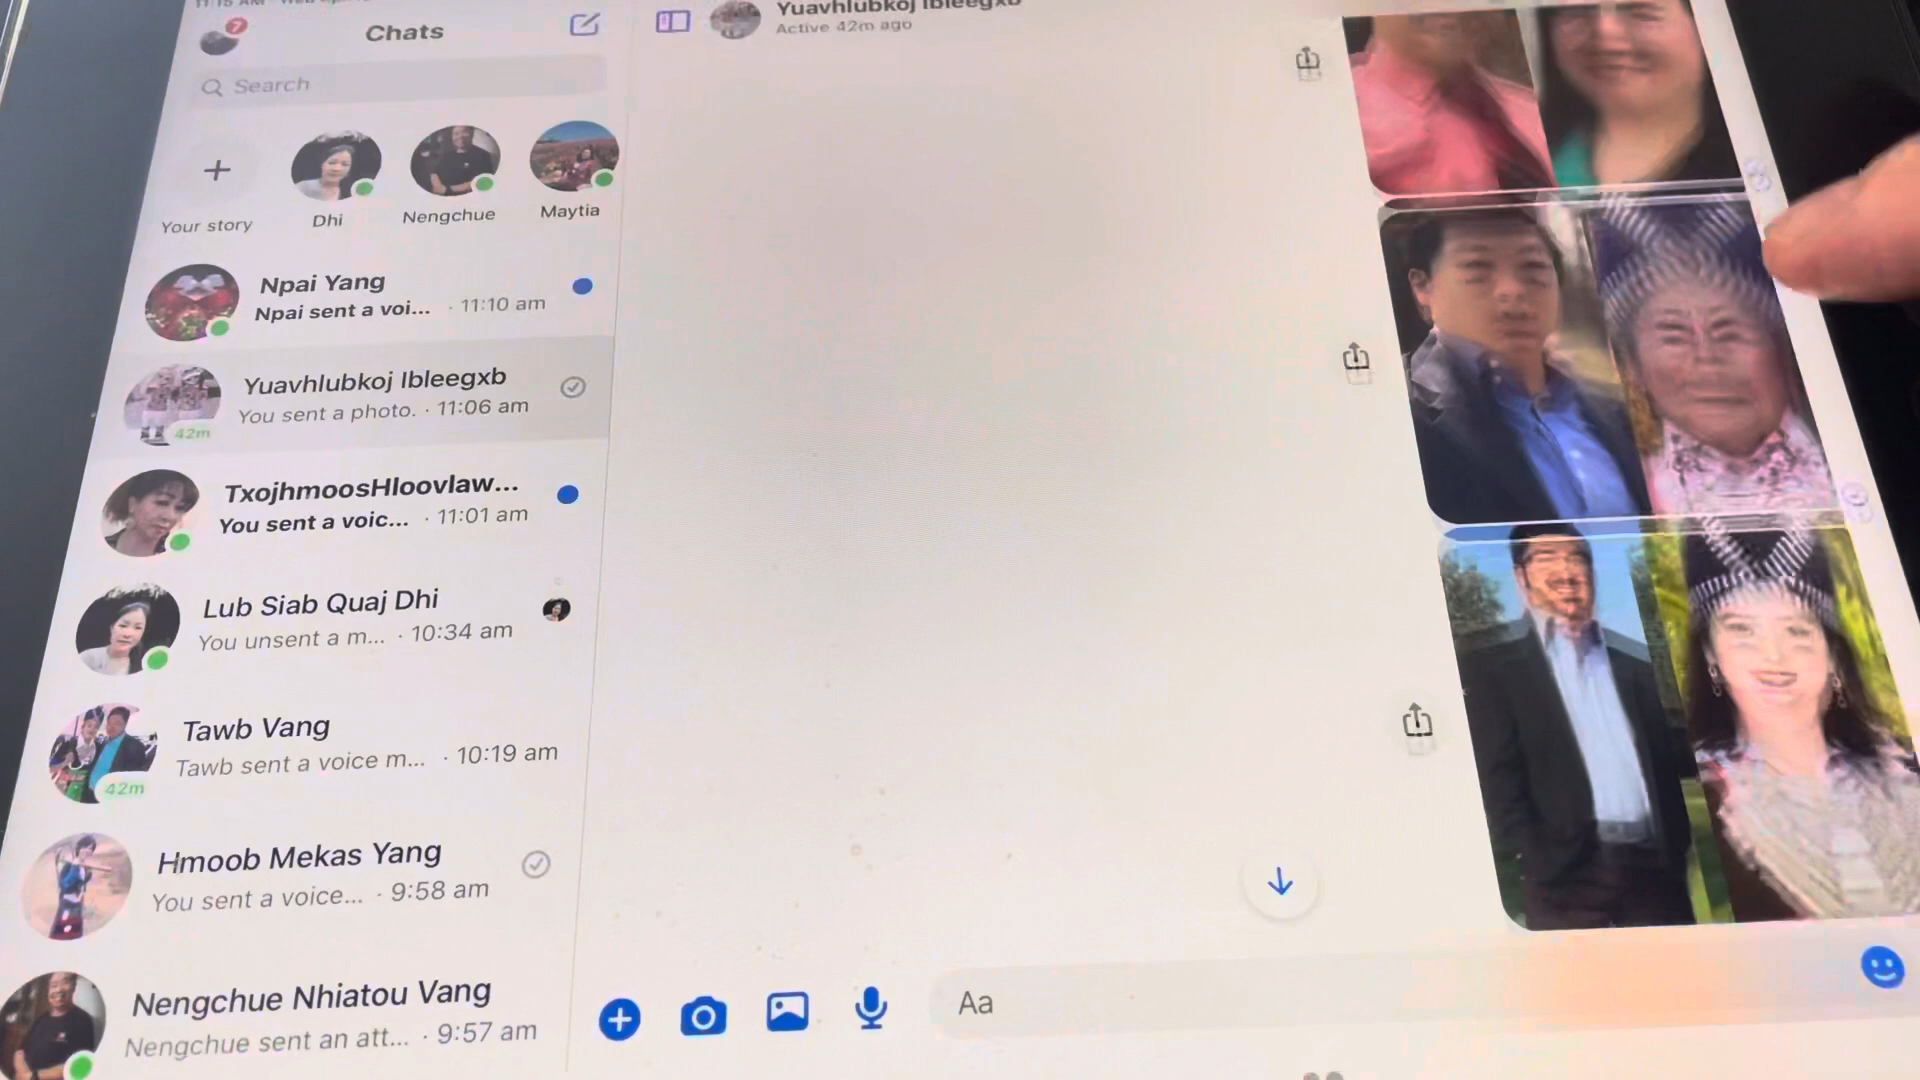 Chats
7
Search
Your story
Dhi
Nengchue
Maytia
Npai Yang
Npai sent a voi... · 11:10 am
Yuavhlubkoj Ibleegxb
You sent a photo. · 11:06 am
42m
TxojhmoosHloovlaw...
You sent a voic... · 11:01 am
Lub Siab Quaj Dhi
You unsent a m... · 10:34 am
Tawb Vang
Tawb sent a voice m... · 10:19 am
42m
Hmoob Mekas Yang
You sent a voice... · 9:58 am
Nengchue Nhiatou Vang
Nengchue sent an att... · 9:57 am
Yuavhlubkoj Ibleegxb
Active 42m ago
Aa